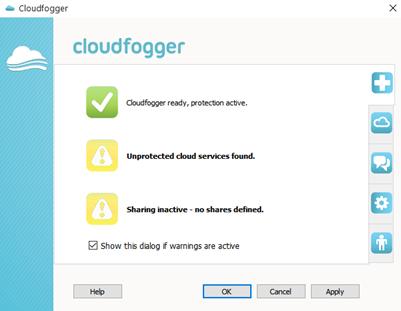 Cloudfogger
cloudfogger
Cloudfogger ready, protection active.
Unprotected cloud services found.
Sharing inactive - no shares defined.
Show this dialog if warnings are active
Help
OK
Cancel
Apply